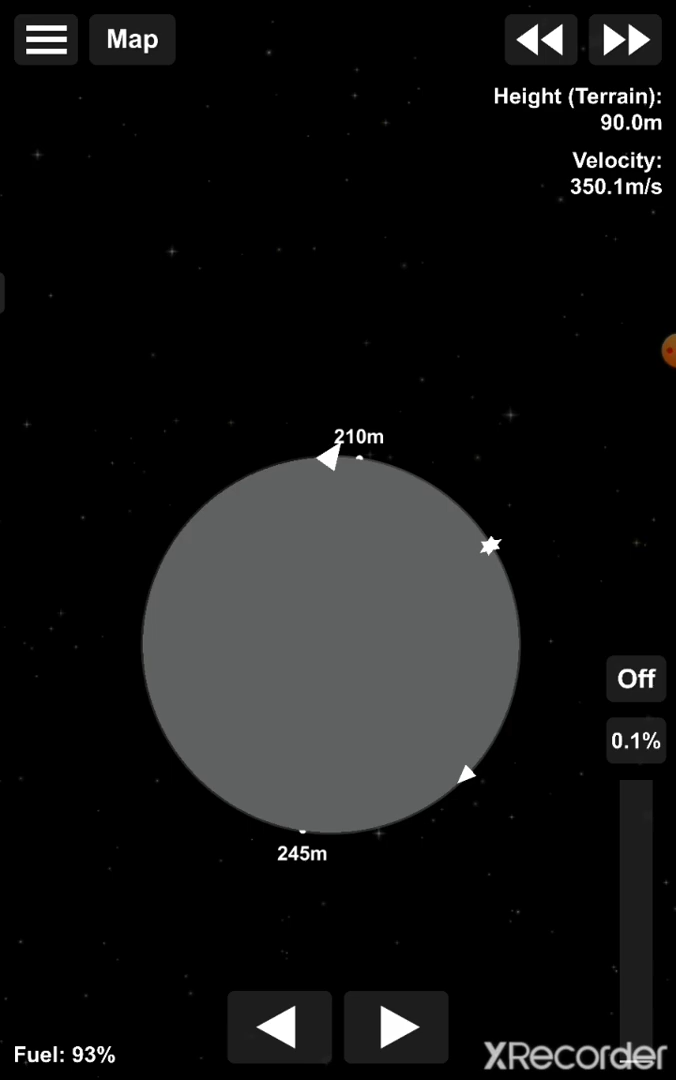 Map
Height (Terrain):
90.0m
Velocity:
350.1m/s
210m
Off
0.1%
245m
Fuel: 93%
XRecorder